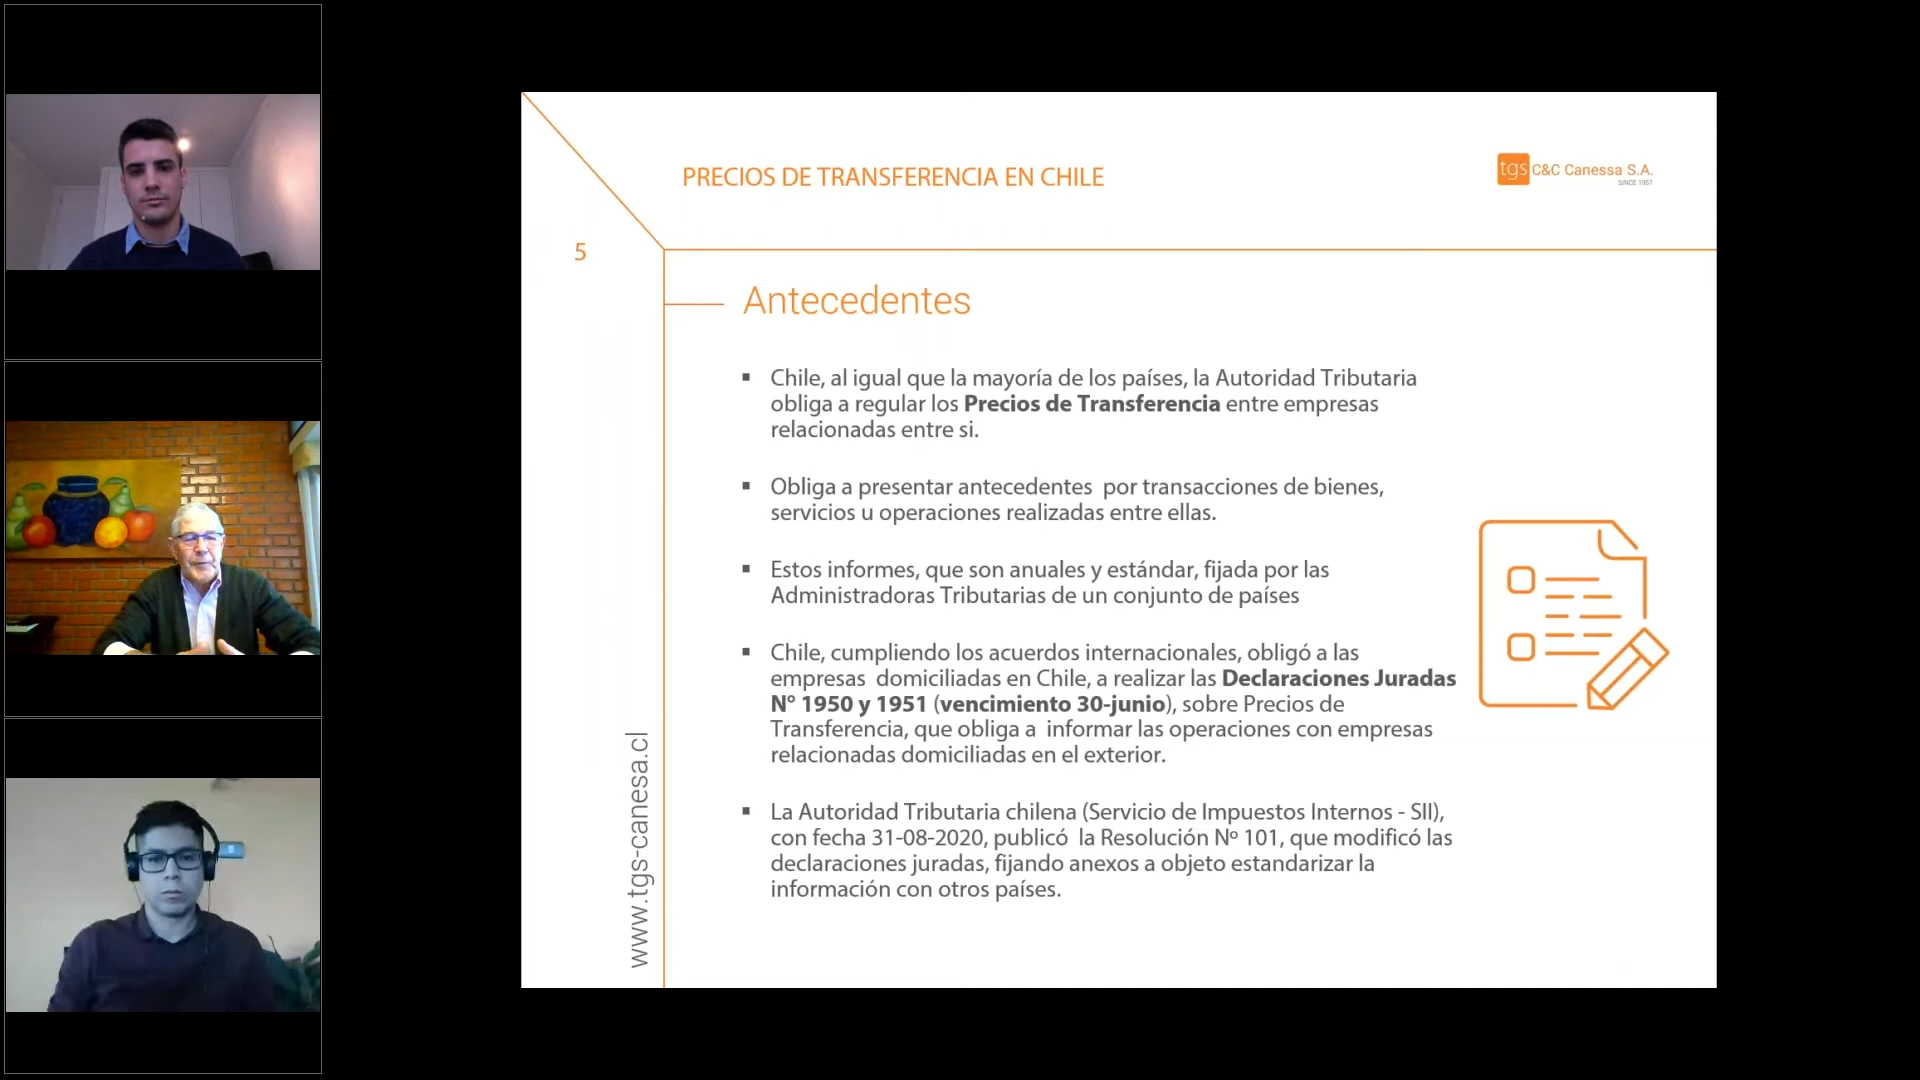 PRECIOS DE TRANSFERENCIA EN CHILE
tgs C&C Canessa S.A.
SINCE 1967
5
Antecedentes
▪ Chile, al igual que la mayoría de los países, la Autoridad Tributaria
obliga a regular los Precios de Transferencia entre empresas
relacionadas entre si.
▪ Obliga a presentar antecedentes por transacciones de bienes,
servicios u operaciones realizadas entre ellas.
▪ Estos informes, que son anuales y estándar, fijada por las
Administradoras Tributarias de un conjunto de países
▪ Chile, cumpliendo los acuerdos internacionales, obligó a las
empresas domiciliadas en Chile, a realizar las Declaraciones Juradas
N° 1950 y 1951 (vencimiento 30-junio), sobre Precios de
Transferencia, que obliga a informar las operaciones con empresas
relacionadas domiciliadas en el exterior.
▪ La Autoridad Tributaria chilena (Servicio de Impuestos Internos - SII),
con fecha 31-08-2020, publicó la Resolución Nº 101, que modificó las
declaraciones juradas, fijando anexos a objeto estandarizar la
información con otros países.
www.tgs-canesa.cl